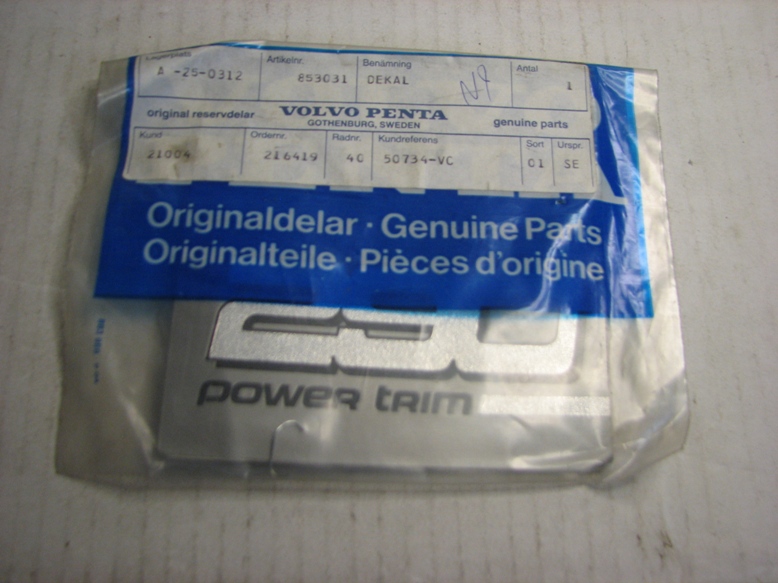 Lagerplats Artikelnr. Benämning Antal
A -25-0312 853031 DEKAL 1
original reservdelar VOLVO PENTA genuine parts
GOTHENBURG, SWEDEN
Kund Ordernr. Radnr. Kundreferens Sort Urspr.
21004 216419 40 50734-VC 01 SE
Originaldelar · Genuine Parts
Originalteile · Pièces d'origine
power trim